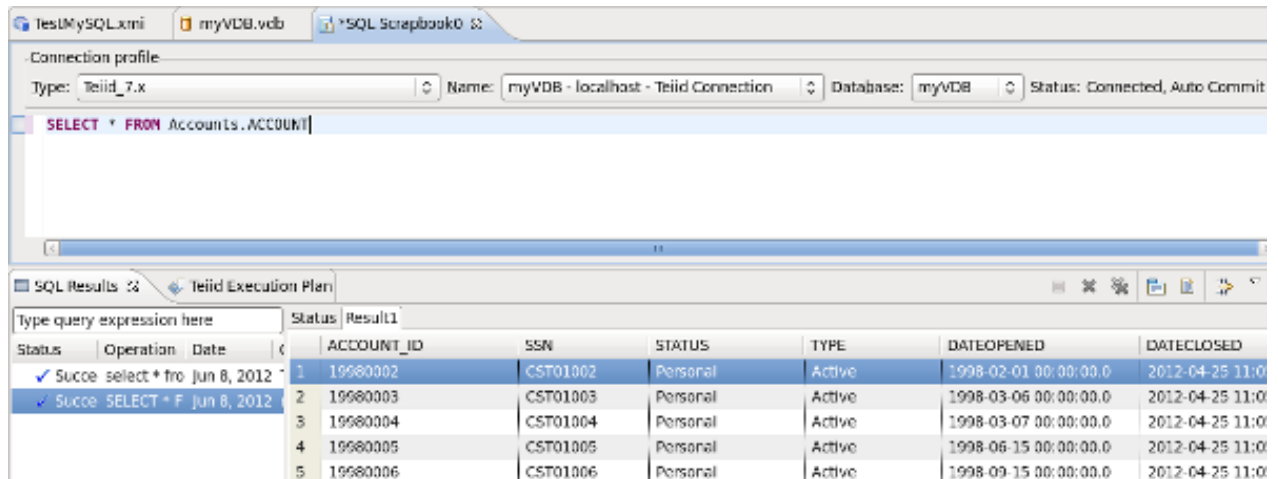 TestMySQL.xmi myVDB.vdb *SQL Scrapbook0
Connection profile
Type: Teiid_7.x Name: myVDB - localhost - Teiid Connection Database: myVDB Status: Connected, Auto Commit
SELECT * FROM Accounts.ACCOUNT
SQL Results Teiid Execution Plan
Type query expression here Status Result1
Status Operation Date ACCOUNT_ID SSN STATUS TYPE DATEOPENED DATECLOSED
Succe select * fro Jun 8, 2012 1 19980002 CST01002 Personal Active 1998-02-01 00:00:00.0 2012-04-25 11:0
Succe SELECT * F Jun 8, 2012 2 19980003 CST01003 Personal Active 1998-03-06 00:00:00.0 2012-04-25 11:0
3 19980004 CST01004 Personal Active 1998-03-07 00:00:00.0 2012-04-25 11:0
4 19980005 CST01005 Personal Active 1998-06-15 00:00:00.0 2012-04-25 11:0
5 19980006 CST01006 Personal Active 1998-09-15 00:00:00.0 2012-04-25 11:0